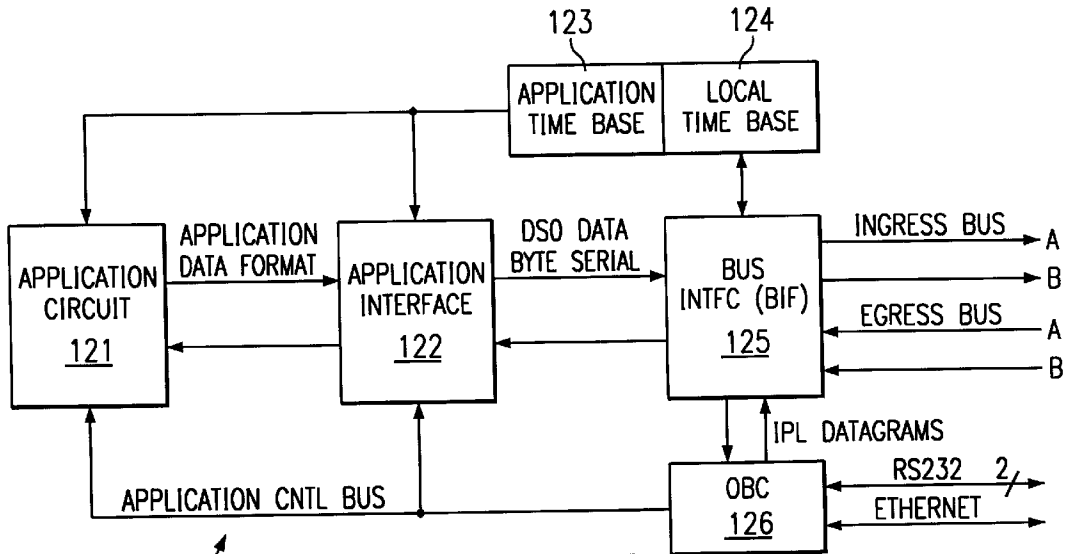 123
124
APPLICATION
TIME BASE
LOCAL
TIME BASE
APPLICATION
CIRCUIT
121
APPLICATION
DATA FORMAT
APPLICATION
INTERFACE
122
DS0 DATA
BYTE SERIAL
BUS
INTFC (BIF)
125
INGRESS BUS
A
B
EGRESS BUS
A
B
IPL DATAGRAMS
OBC
126
RS232 2
ETHERNET
APPLICATION CNTL BUS